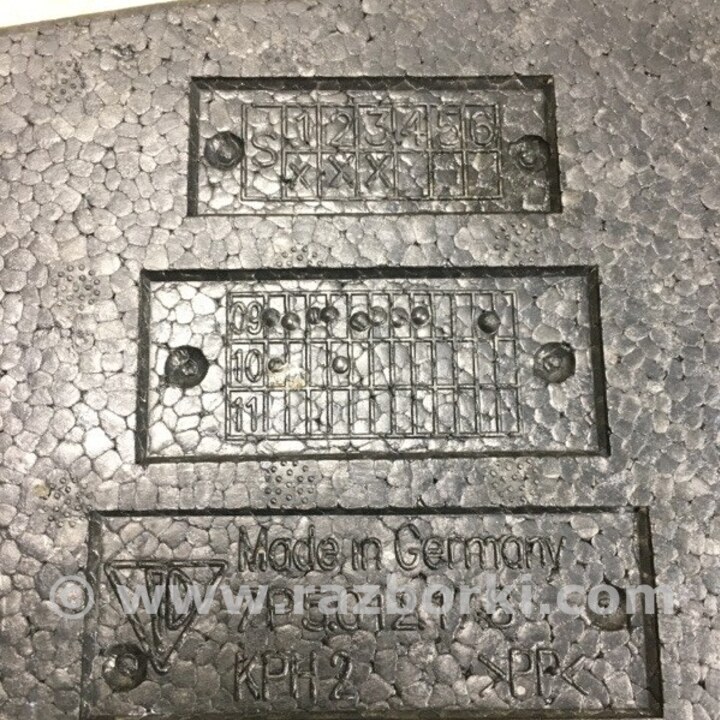 S 1 2 3 4 5 6
X X X
09
10
11
Made in Germany
© www.razborki.com
KPH 2 >PP<